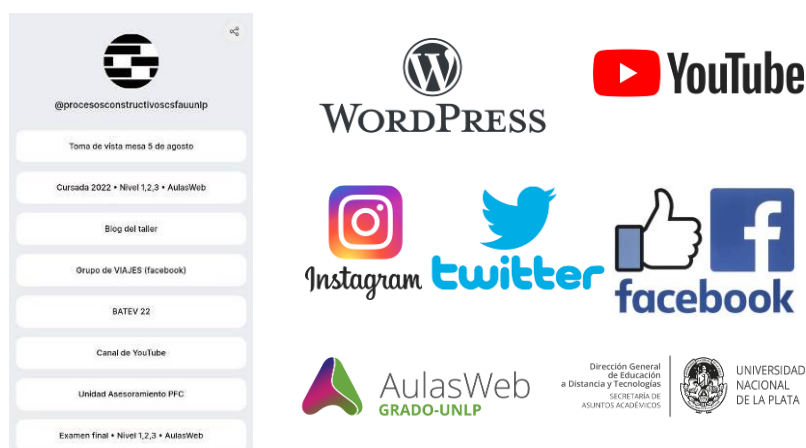 @procesosconstructivoscsfauunlp
Toma de vista mesa 5 de agosto
Cursada 2022 • Nivel 1,2,3 • AulasWeb
Blog del taller
Grupo de VIAJES (facebook)
BATEV 22
Canal de YouTube
Unidad Asesoramiento PFC
Examen final • Nivel 1,2,3 • AulasWeb
WORDPRESS
YouTube
Instagram
twitter
facebook
AulasWeb
GRADO-UNLP
Dirección General
de Educación
a Distancia y Tecnologías
SECRETARÍA DE
ASUNTOS ACADÉMICOS
UNIVERSIDAD
NACIONAL
DE LA PLATA